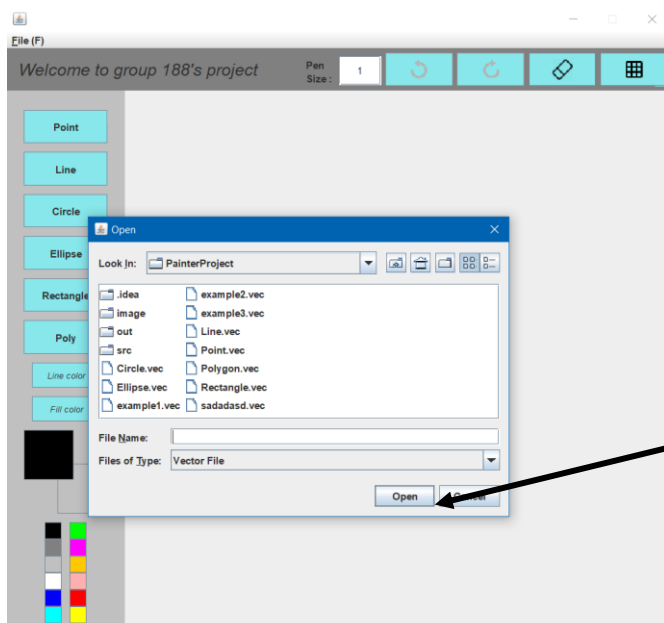 File (F)
Welcome to group 188's project
Pen
Size :
1
Point
Line
Circle
Ellipse
Rectangle
Poly
Line color
Fill color
Open
Look In:
PainterProject
.idea
image
out
src
Circle.vec
Ellipse.vec
example1.vec
example2.vec
example3.vec
Line.vec
Point.vec
Polygon.vec
Rectangle.vec
sadadasd.vec
File Name:
Files of Type:
Vector File
Open